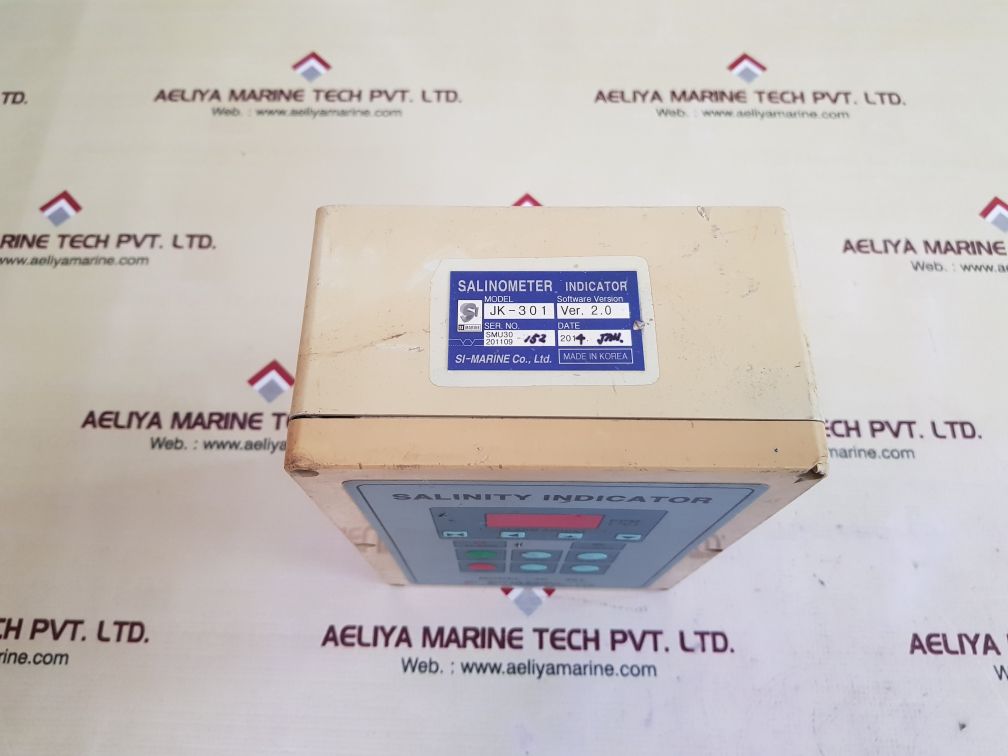 AELIYA MARINE TECH PVT. LTD.
Web. : www.aeliyamarine.com
AELIYA MARINE TECH PVT. LTD.
Web. : www.aeliyamarine.com
TD.
RINE TECH PVT. LTD.
www.aeliyamarine.com
AELIYA MARINE
Web. : www.a
SALINOMETER INDICATOR
MODEL
Software Version
JK-301
Ver. 2.0
SER. NO.
DATE
SMU30
201109-152
2014. JAN.
SI-MARINE Co., Ltd.
MADE IN KOREA
AELIYA MARINE TE
Web. : www.aeliya
CH PVT. LTD.
marine.com
SALINITY INDICATOR
CH PVT. LTD.
rine.com
AELIYA MARINE TECH PVT. LTD.
Web. : www.aeliyamarine.com
AELIYA